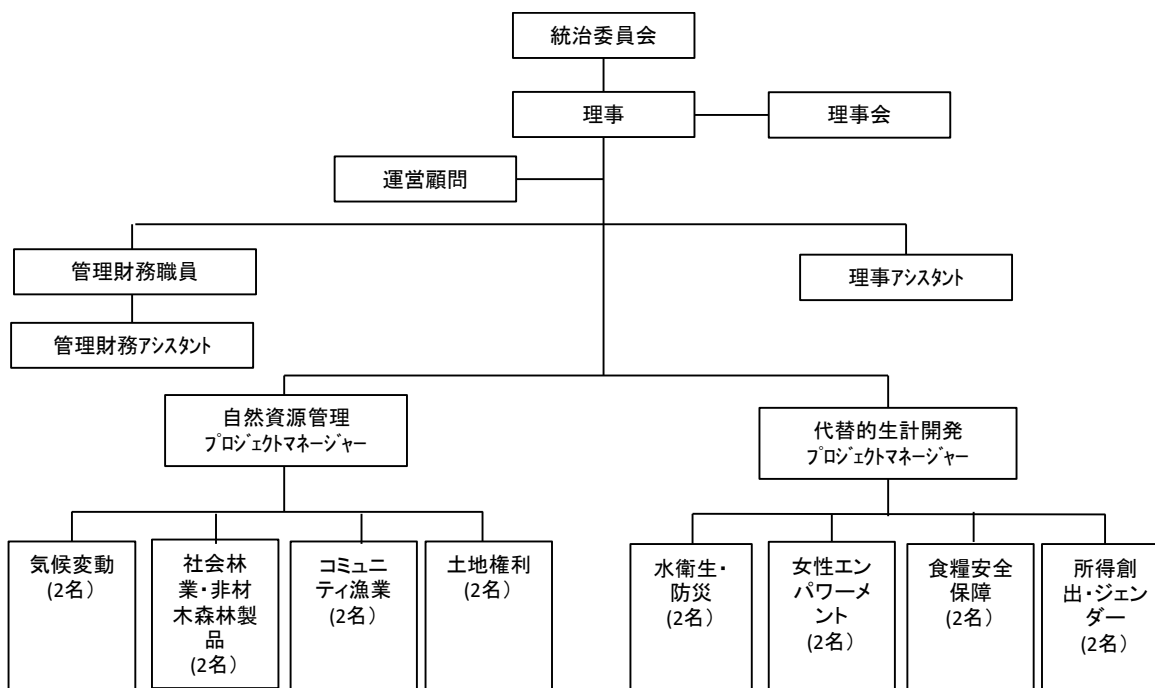 統治委員会
理事
理事会
運営顧問
管理財務職員
理事アシスタント
管理財務アシスタント
自然資源管理
プロジェクトマネージャー
代替的生計開発
プロジェクトマネージャー
気候変動
(2名)
社会林
業・非材
木森林製
品
(2名)
コミュニ
ティ漁業
(2名)
土地権利
(2名)
水衛生・
防災
(2名)
女性エン
パワーメ
ント
(2名)
食糧安全
保障
(2名)
所得創
出・ジェン
ダー
(2名)